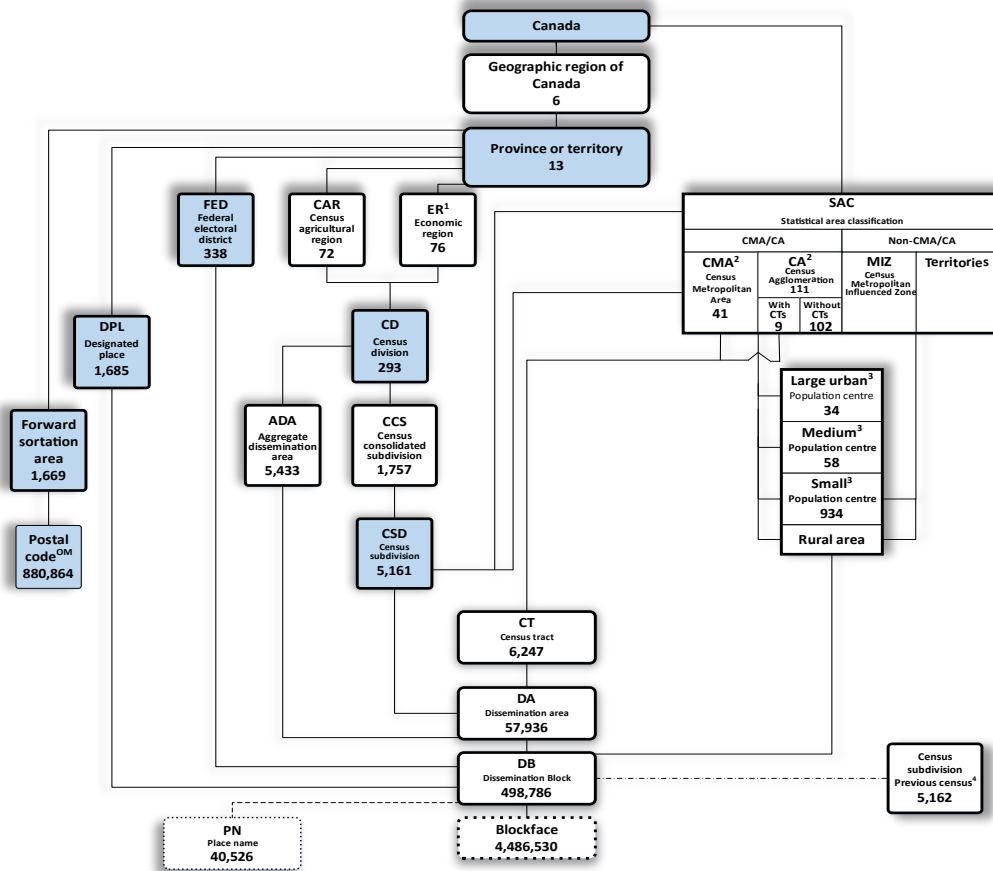 Canada
Geographic region of
Canada
6
Province or territory
13
FED
Federal
electoral
district
338
CAR
Census
agricultural
region
72
ER1
Economic
region
76
SAC
Statistical area classification
CMA/CA
Non-CMA/CA
CMA2
Census
Metropolitan
Area
41
CA2
Census
Agglomeration
111
With
CTs
9
Without
CTs
102
MIZ
Census
Metropolitan
Influenced Zone
Territories
DPL
Designated
place
1,685
CD
Census
division
293
Large urban3
Population centre
34
Medium3
Population centre
58
Small3
Population centre
934
Rural area
Forward
sortation
area
1,669
ADA
Aggregate
dissemination
area
5,433
CCS
Census
consolidated
subdivision
1,757
Postal
codeOM
880,864
CSD
Census
subdivision
5,161
CT
Census tract
6,247
DA
Dissemination area
57,936
DB
Dissemination Block
498,786
Census
subdivision
Previous census4
5,162
PN
Place name
40,526
Blockface
4,486,530